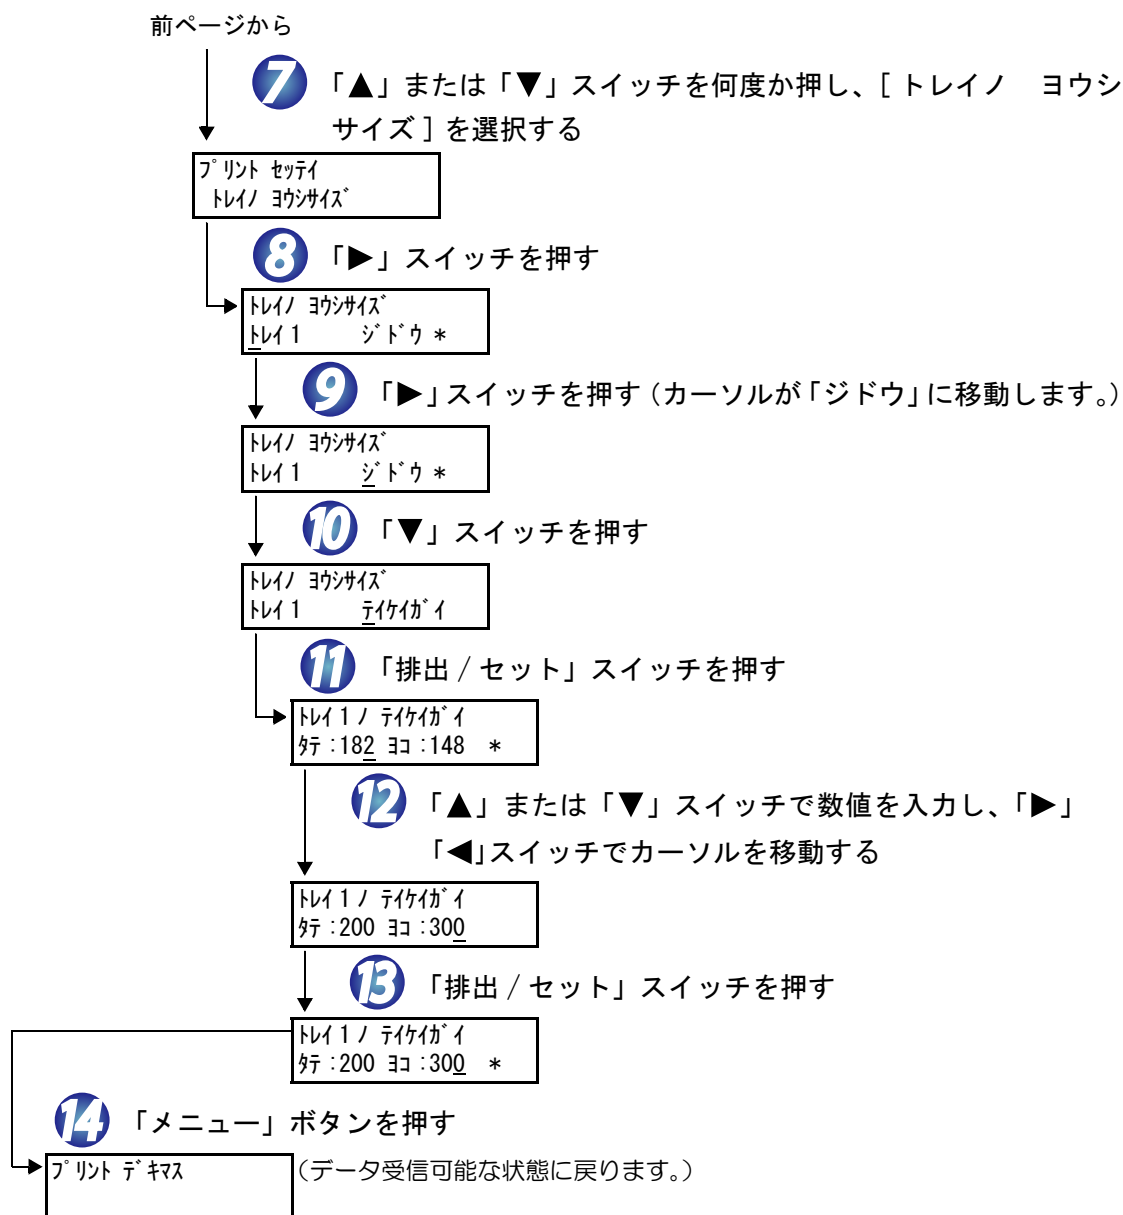 前ページから
7 「▲」または「▼」スイッチを何度か押し、[ トレイノ　ヨウシ
サイズ ] を選択する
ﾌﾟﾘﾝﾄ ｾｯﾃｲ
ﾄﾚｲﾉ ﾖｳｼｻｲｽﾞ
8 「▶」スイッチを押す
ﾄﾚｲﾉ ﾖｳｼｻｲｽﾞ
ﾄﾚｲ 1 ｼﾞﾄﾞｳ *
9 「▶」スイッチを押す（カーソルが「ジドウ」に移動します。）
ﾄﾚｲﾉ ﾖｳｼｻｲｽﾞ
ﾄﾚｲ 1 ｼﾞﾄﾞｳ *
10 「▼」スイッチを押す
ﾄﾚｲﾉ ﾖｳｼｻｲｽﾞ
ﾄﾚｲ 1 ﾃｲｹｲｶﾞｲ
11 「排出 / セット」スイッチを押す
ﾄﾚｲ 1 ﾉ ﾃｲｹｲｶﾞｲ
ﾀﾃ :182 ﾖｺ :148 *
12 「▲」または「▼」スイッチで数値を入力し、「▶」
「◀」スイッチでカーソルを移動する
ﾄﾚｲ 1 ﾉ ﾃｲｹｲｶﾞｲ
ﾀﾃ :200 ﾖｺ :300
13 「排出 / セット」スイッチを押す
ﾄﾚｲ 1 ﾉ ﾃｲｹｲｶﾞｲ
ﾀﾃ :200 ﾖｺ :300 *
14 「メニュー」ボタンを押す
ﾌﾟﾘﾝﾄ ﾃﾞｷﾏｽ （データ受信可能な状態に戻ります。）